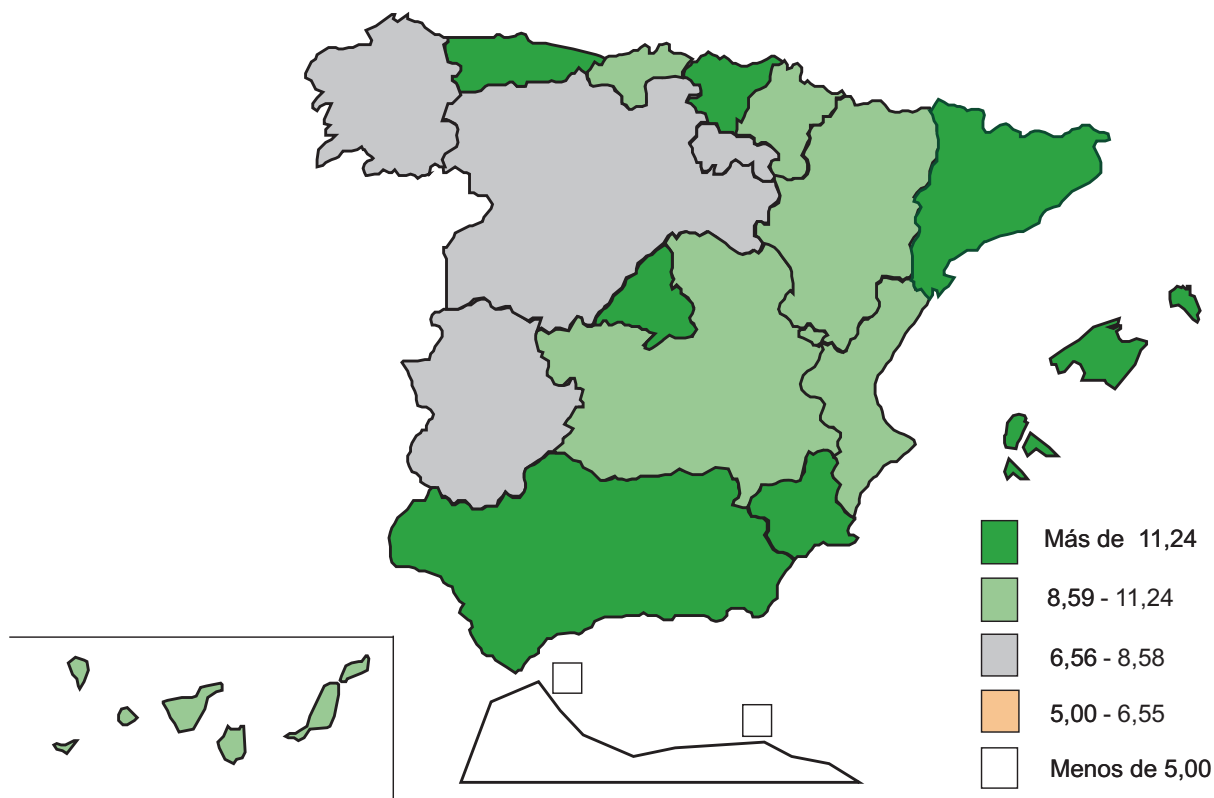 Más de 11,24
8,59 - 11,24
6,56 - 8,58
5,00 - 6,55
Menos de 5,00